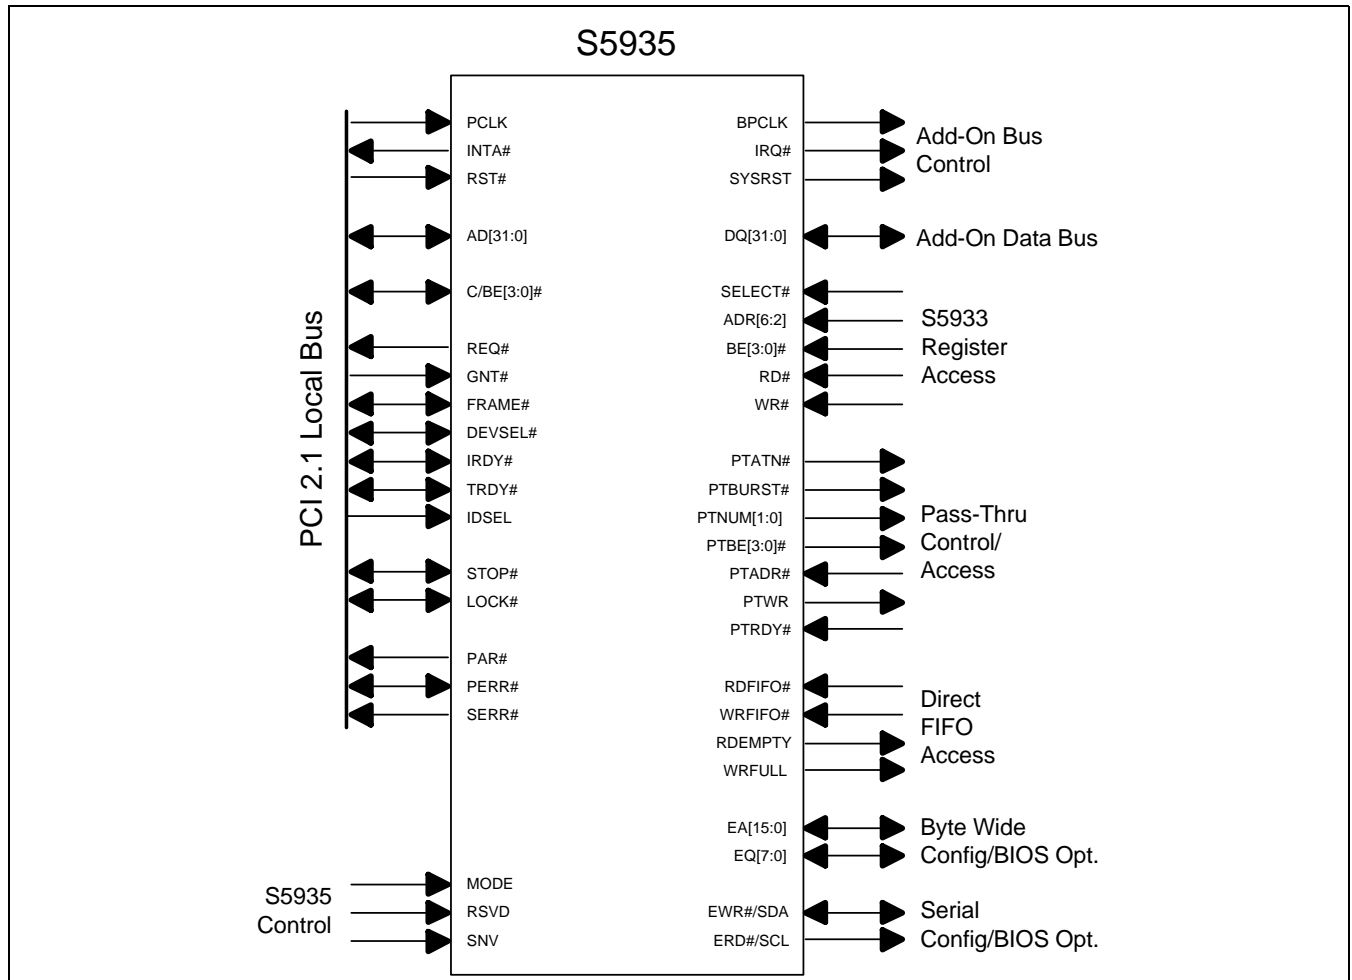 S5935
PCI 2.1 Local Bus
PCLK
INTA#
RST#
AD[31:0]
C/BE[3:0]#
REQ#
GNT#
FRAME#
DEVSEL#
IRDY#
TRDY#
IDSEL
STOP#
LOCK#
PAR#
PERR#
SERR#
S5935
Control
MODE
RSVD
SNV
BPCLK
IRQ#
SYSRST
Add-On Bus
Control
DQ[31:0]
Add-On Data Bus
SELECT#
ADR[6:2]
BE[3:0]#
RD#
WR#
S5933
Register
Access
PTATN#
PTBURST#
PTNUM[1:0]
PTBE[3:0]#
PTADR#
PTWR
PTRDY#
Pass-Thru
Control/
Access
RDFIFO#
WRFIFO#
RDEMPTY
WRFULL
Direct
FIFO
Access
EA[15:0]
EQ[7:0]
Byte Wide
Config/BIOS Opt.
EWR#/SDA
ERD#/SCL
Serial
Config/BIOS Opt.